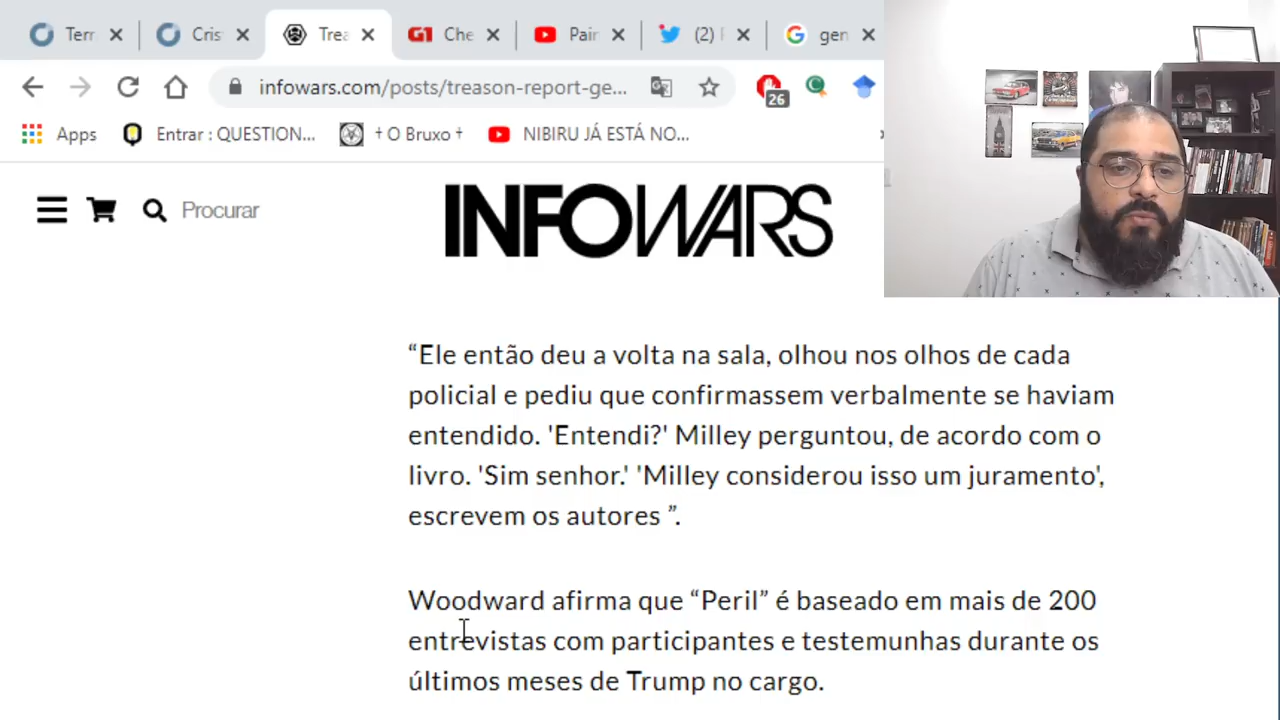 Terr
Cris
Trea
G1 Che
Pair
(2) F
gen
infowars.com/posts/treason-report-ge...
26
Apps
Entrar : QUESTION...
† O Bruxo †
NIBIRU JÁ ESTÁ NO...
Procurar
INFOWARS
“Ele então deu a volta na sala, olhou nos olhos de cada
policial e pediu que confirmassem verbalmente se haviam
entendido. 'Entendi?' Milley perguntou, de acordo com o
livro. 'Sim senhor.' 'Milley considerou isso um juramento',
escrevem os autores ”.
Woodward afirma que “Peril” é baseado em mais de 200
entrevistas com participantes e testemunhas durante os
últimos meses de Trump no cargo.